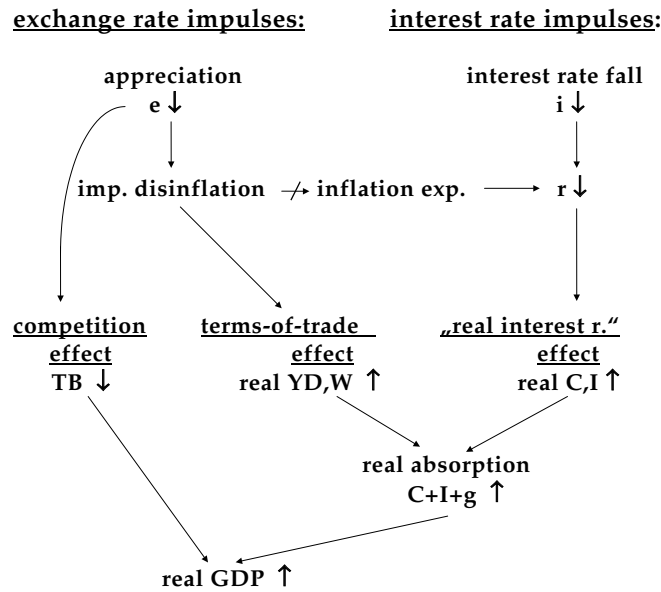 exchange rate impulses: interest rate impulses:
appreciation interest rate fall
e ↓ i ↓
imp. disinflation inflation exp. r ↓
competition terms-of-trade „real interest r.“
effect effect effect
TB ↓ real YD,W ↑ real C,I ↑
real absorption
C+I+g ↑
real GDP ↑